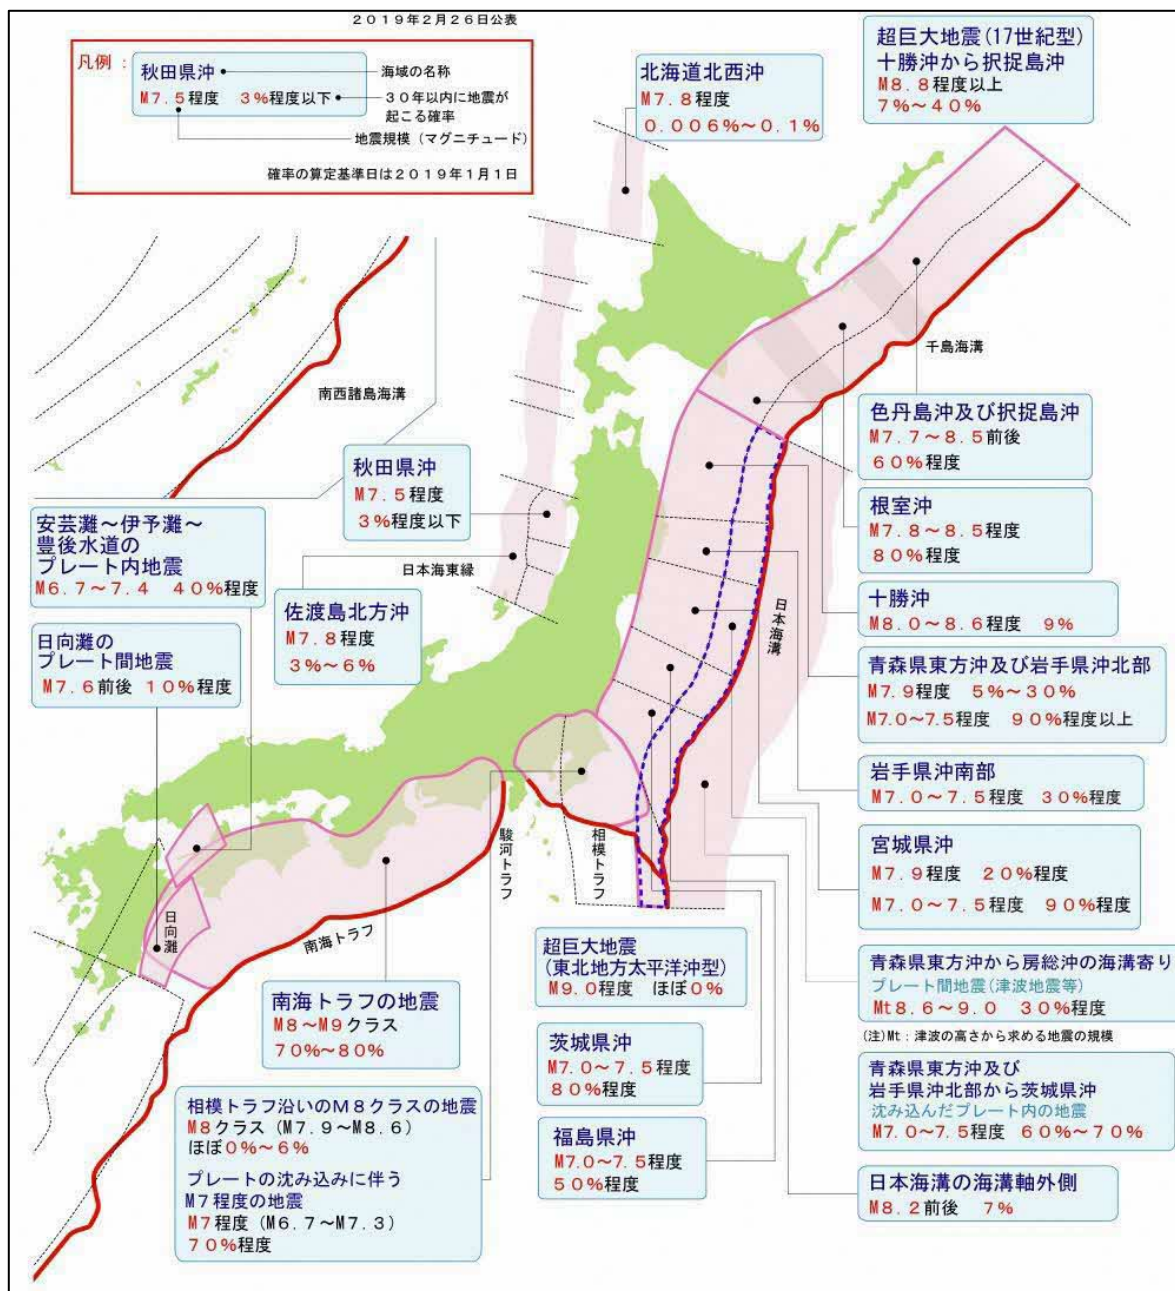 2019年2月26日公表
凡例：
秋田県沖
M7.5程度 3%程度以下
海域の名称
30年以内に地震が
起こる確率
地震規模（マグニチュード）
確率の算定基準日は2019年1月1日
北海道北西沖
M7.8程度
0.006%～0.1%
超巨大地震(17世紀型)
十勝沖から択捉島沖
M8.8程度以上
7%～40%
千島海溝
南西諸島海溝
色丹島沖及び択捉島沖
M7.7～8.5前後
60%程度
秋田県沖
M7.5程度
3%程度以下
根室沖
M7.8～8.5程度
80%程度
安芸灘～伊予灘～
豊後水道の
プレート内地震
M6.7～7.4 40%程度
日本海東縁
佐渡島北方沖
M7.8程度
3%～6%
十勝沖
M8.0～8.6程度 9%
日本海溝
日向灘の
プレート間地震
M7.6前後 10%程度
青森県東方沖及び岩手県沖北部
M7.9程度 5%～30%
M7.0～7.5程度 90%程度以上
岩手県沖南部
M7.0～7.5程度 30%程度
宮城県沖
M7.9程度 20%程度
M7.0～7.5程度 90%程度
駿河トラフ
相模トラフ
日向灘
南海トラフ
超巨大地震
(東北地方太平洋沖型)
M9.0程度 ほぼ0%
青森県東方沖から房総沖の海溝寄り
プレート間地震(津波地震等)
Mt8.6～9.0 30%程度
(注)Mt：津波の高さから求める地震の規模
南海トラフの地震
M8～M9クラス
70%～80%
茨城県沖
M7.0～7.5程度
80%程度
青森県東方沖及び
岩手県沖北部から茨城県沖
沈み込んだプレート内の地震
M7.0～7.5程度 60%～70%
相模トラフ沿いのM8クラスの地震
M8クラス（M7.9～M8.6）
ほぼ0%～6%
プレートの沈み込みに伴う
M7程度の地震
M7程度（M6.7～M7.3）
70%程度
福島県沖
M7.0～7.5程度
50%程度
日本海溝の海溝軸外側
M8.2前後 7%